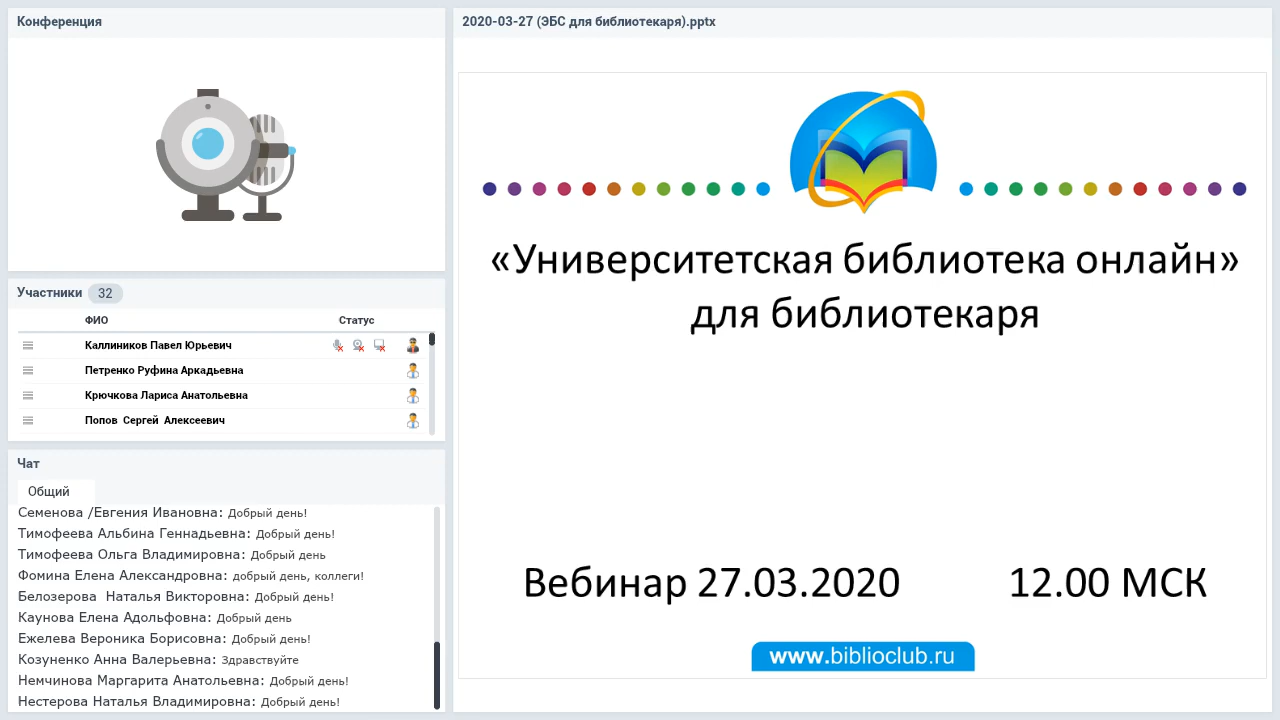 Конференция
Участники 32
ФИО Статус
Каллиников Павел Юрьевич
Петренко Руфина Аркадьевна
Крючкова Лариса Анатольевна
Попов Сергей Алексеевич
Чат
Общий
Семенова /Евгения Ивановна: Добрый день!
Тимофеева Альбина Геннадьевна: Добрый день!
Тимофеева Ольга Владимировна: Добрый день
Фомина Елена Александровна: добрый день, коллеги!
Белозерова Наталья Викторовна: Добрый день!
Каунова Елена Адольфовна: Добрый день
Ежелева Вероника Борисовна: Добрый день!
Козуненко Анна Валерьевна: Здравствуйте
Немчинова Маргарита Анатольевна: Добрый день!
Нестерова Наталья Владимировна: Добрый день!
2020-03-27 (ЭБС для библиотекаря).pptx
«Университетская библиотека онлайн»
для библиотекаря
Вебинар 27.03.2020 12.00 МСК
www.biblioclub.ru